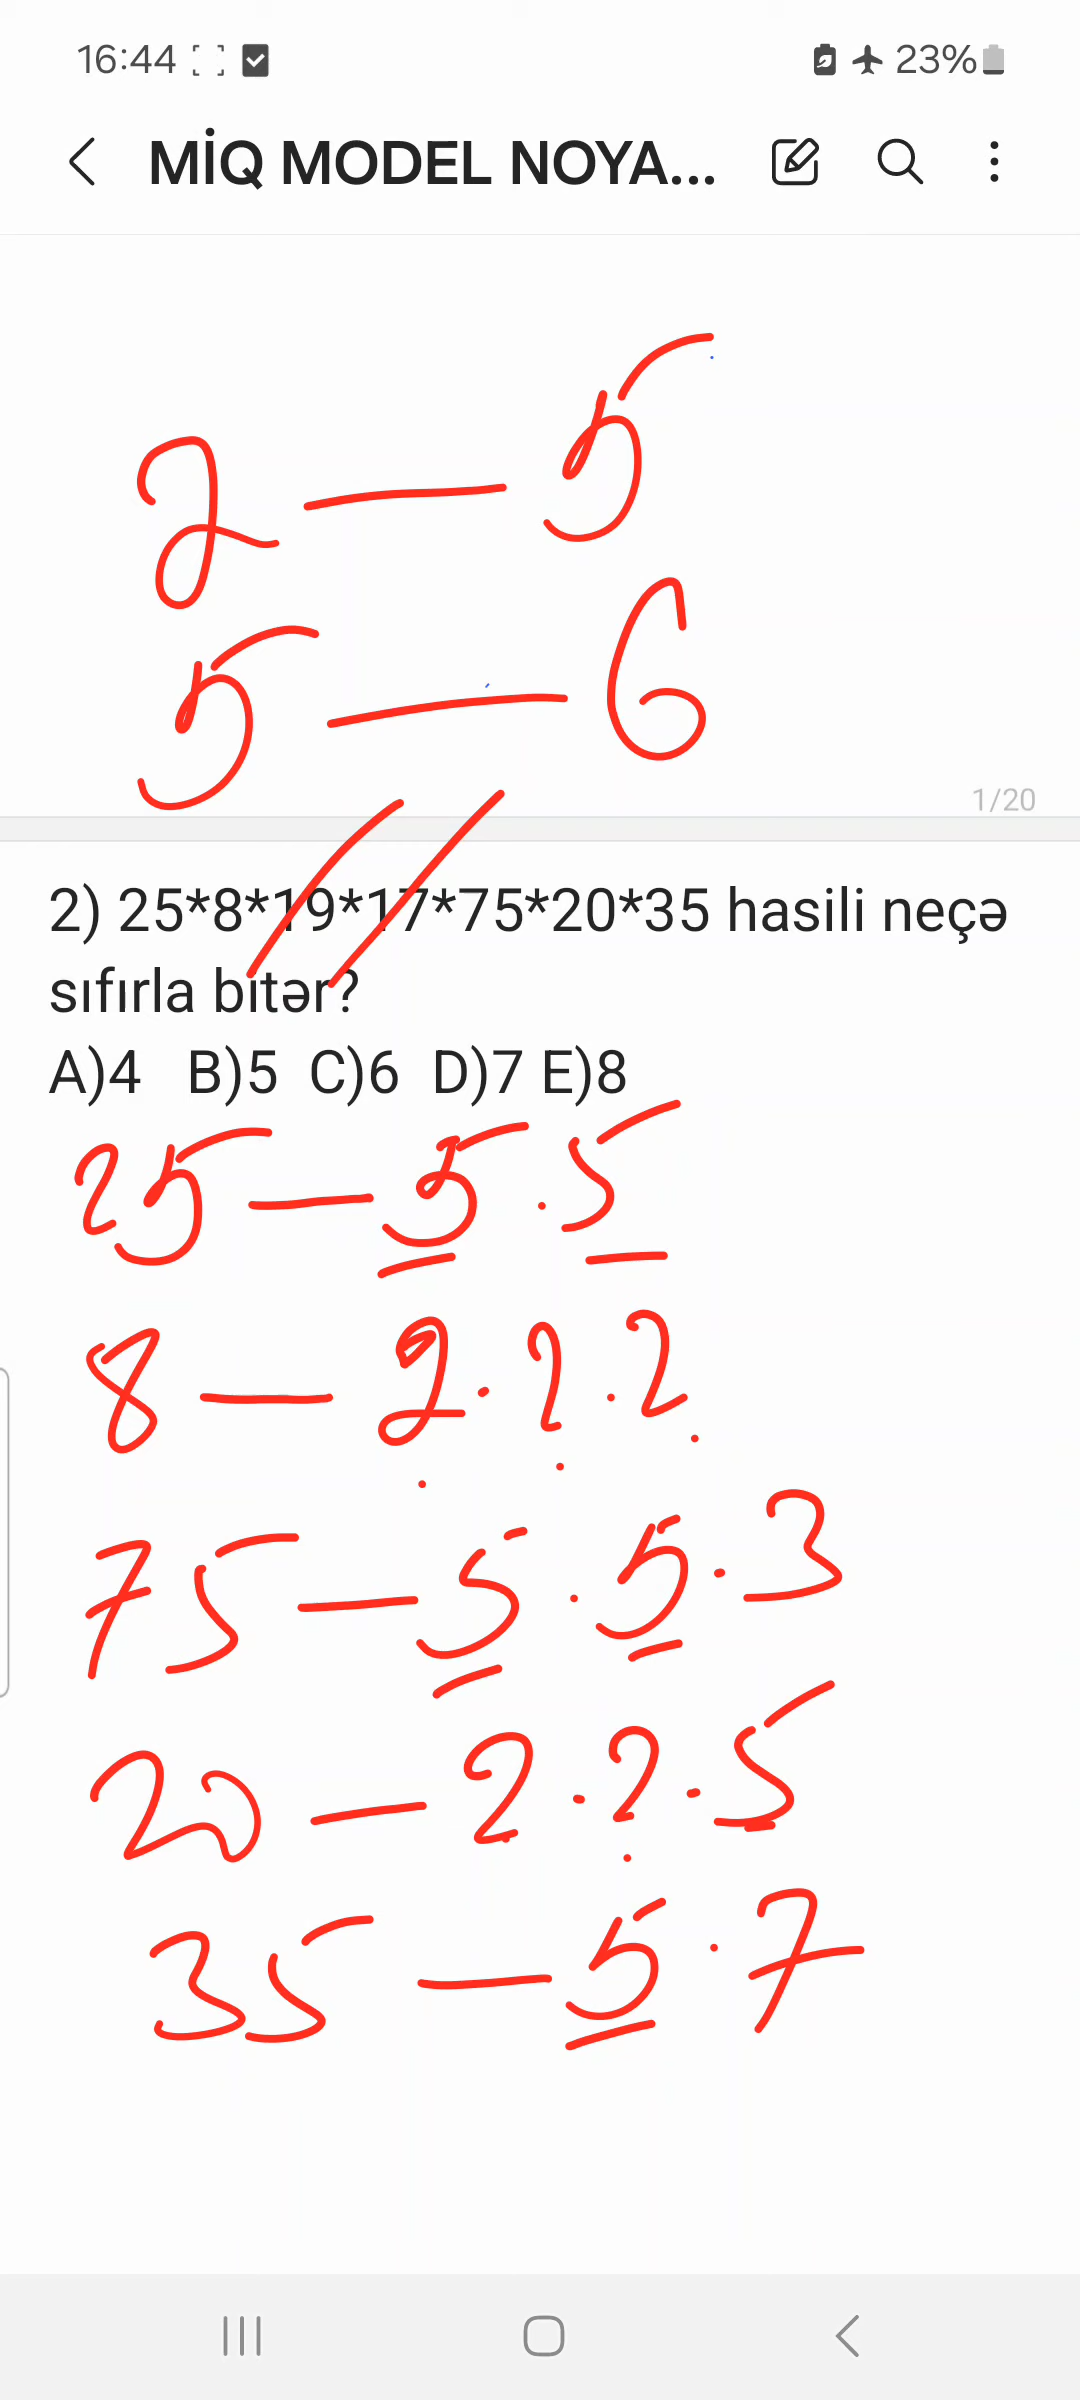 16:44 23%
MİQ MODEL NOYA...
2 — 5
5 — 6
1/20
2) 25*8*19*17*75*20*35 hasili neçə
sıfırla bitər?
A)4 B)5 C)6 D)7 E)8
25 — 5 . 5
8 — 2 . 2 . 2
75 — 5 . 5 . 3
20 — 2 . 2 . 5
35 — 5 . 7